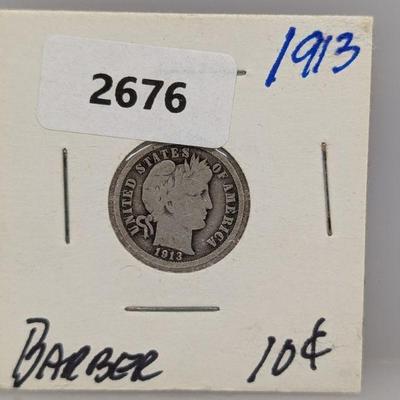 1913
2676
UNITED STATES OF AMERICA
1913
BARBER 10¢